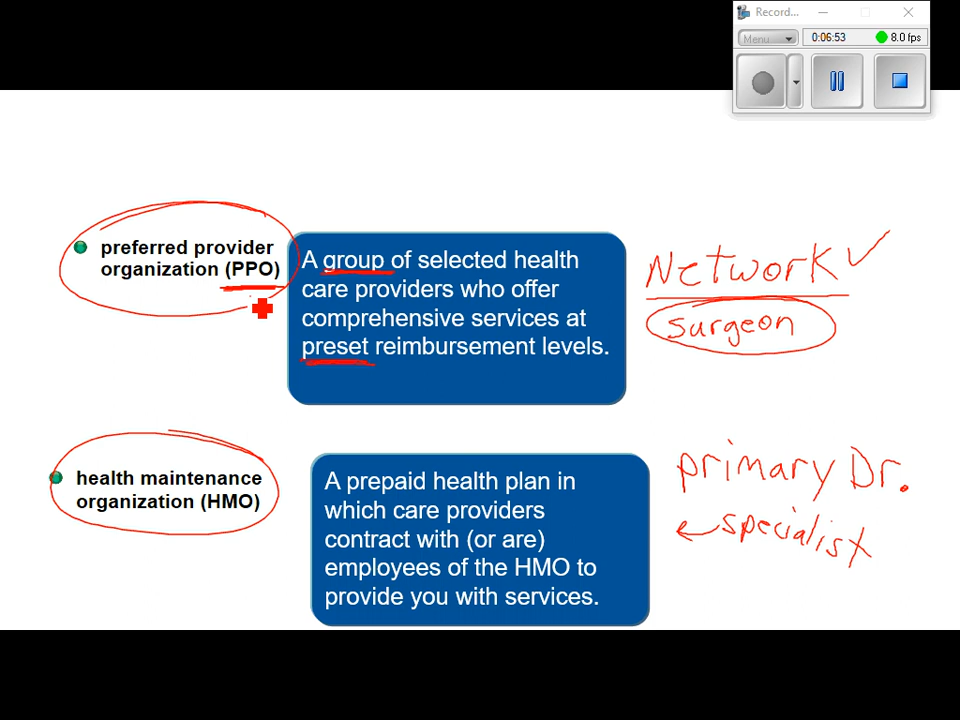 Record...
Menu
0:06:53
8.0 fps
preferred provider
organization (PPO)
A group of selected health
care providers who offer
comprehensive services at
preset reimbursement levels.
Network
surgeon
health maintenance
organization (HMO)
A prepaid health plan in
which care providers
contract with (or are)
employees of the HMO to
provide you with services.
primary Dr.
specialist